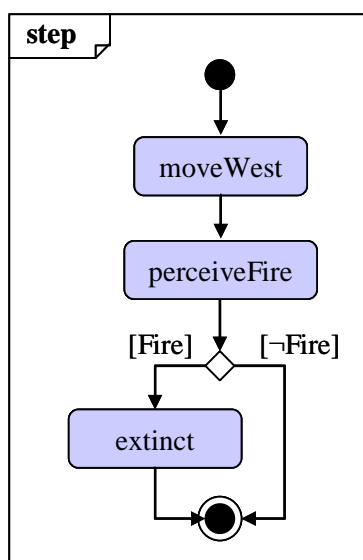 step
moveWest
perceiveFire
[Fire] [¬Fire]
extinct